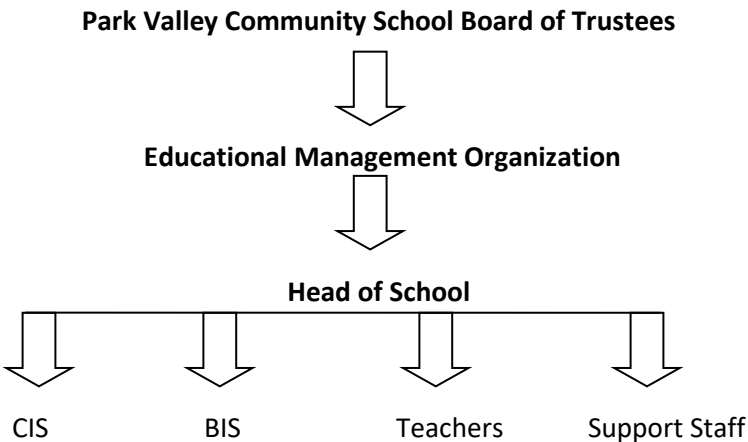 Park Valley Community School Board of Trustees
Educational Management Organization
Head of School
CIS BIS Teachers Support Staff